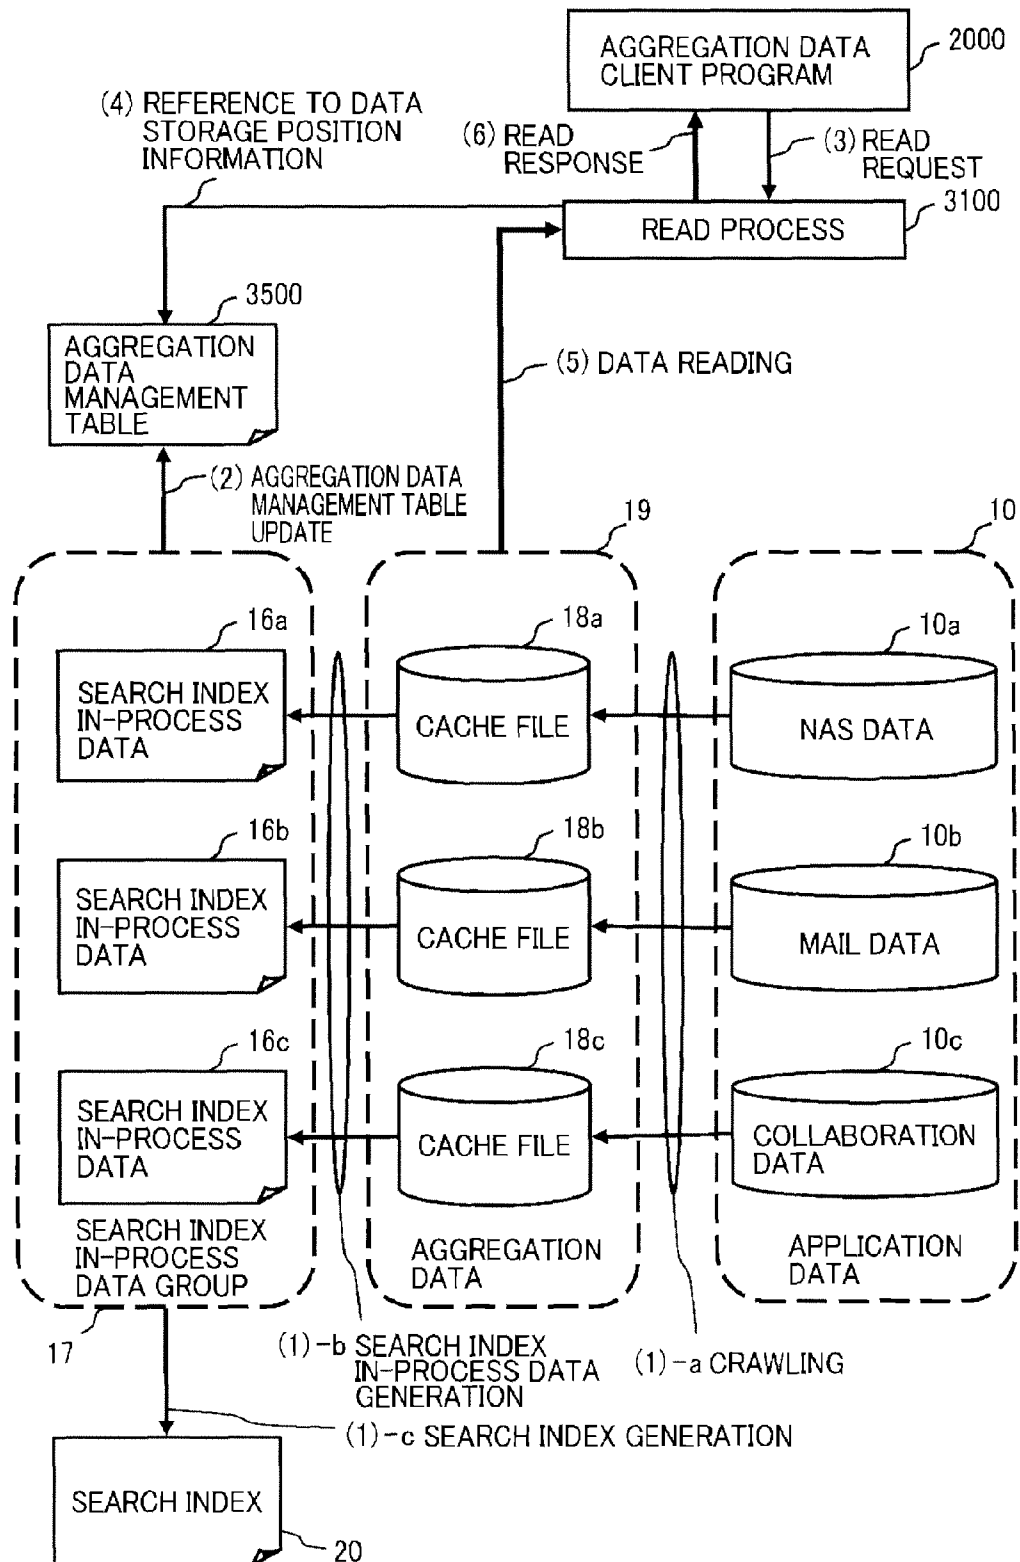 AGGREGATION DATA
CLIENT PROGRAM
2000
(4) REFERENCE TO DATA
STORAGE POSITION
INFORMATION
(6) READ
RESPONSE
(3) READ
REQUEST
3100
READ PROCESS
3500
AGGREGATION
DATA
MANAGEMENT
TABLE
(5) DATA READING
(2) AGGREGATION DATA
MANAGEMENT TABLE
UPDATE
19
10
16a
18a
10a
SEARCH INDEX
IN-PROCESS
DATA
CACHE FILE
NAS DATA
16b
18b
10b
SEARCH INDEX
IN-PROCESS
DATA
CACHE FILE
MAIL DATA
16c
18c
10c
SEARCH INDEX
IN-PROCESS
DATA
CACHE FILE
COLLABORATION
DATA
SEARCH INDEX
IN-PROCESS
DATA GROUP
AGGREGATION
DATA
APPLICATION
DATA
17
(1)-b SEARCH INDEX
IN-PROCESS DATA
GENERATION
(1)-a CRAWLING
(1)-c SEARCH INDEX GENERATION
SEARCH INDEX
20